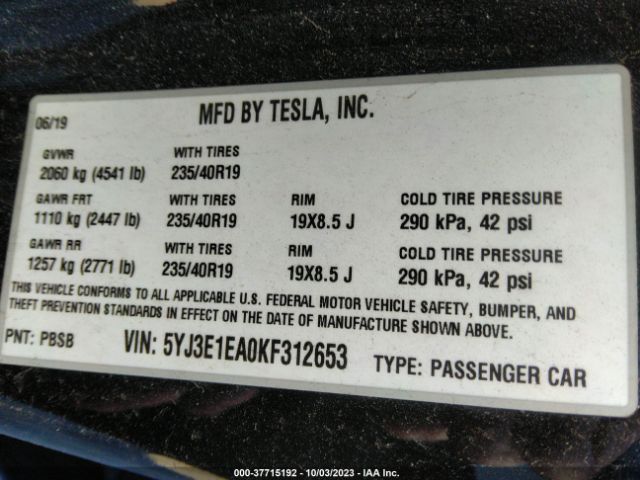 06/19 MFD BY TESLA, INC.
GVWR WITH TIRES
2060 kg (4541 lb) 235/40R19
GAWR FRT WITH TIRES RIM COLD TIRE PRESSURE
1110 kg (2447 lb) 235/40R19 19X8.5 J 290 kPa, 42 psi
GAWR RR WITH TIRES RIM COLD TIRE PRESSURE
1257 kg (2771 lb) 235/40R19 19X8.5 J 290 kPa, 42 psi
THIS VEHICLE CONFORMS TO ALL APPLICABLE U.S. FEDERAL MOTOR VEHICLE SAFETY, BUMPER, AND
THEFT PREVENTION STANDARDS IN EFFECT ON THE DATE OF MANUFACTURE SHOWN ABOVE.
PNT: PBSB VIN: 5YJ3E1EA0KF312653 TYPE: PASSENGER CAR
000-37715192 - 10/03/2023 - IAA Inc.